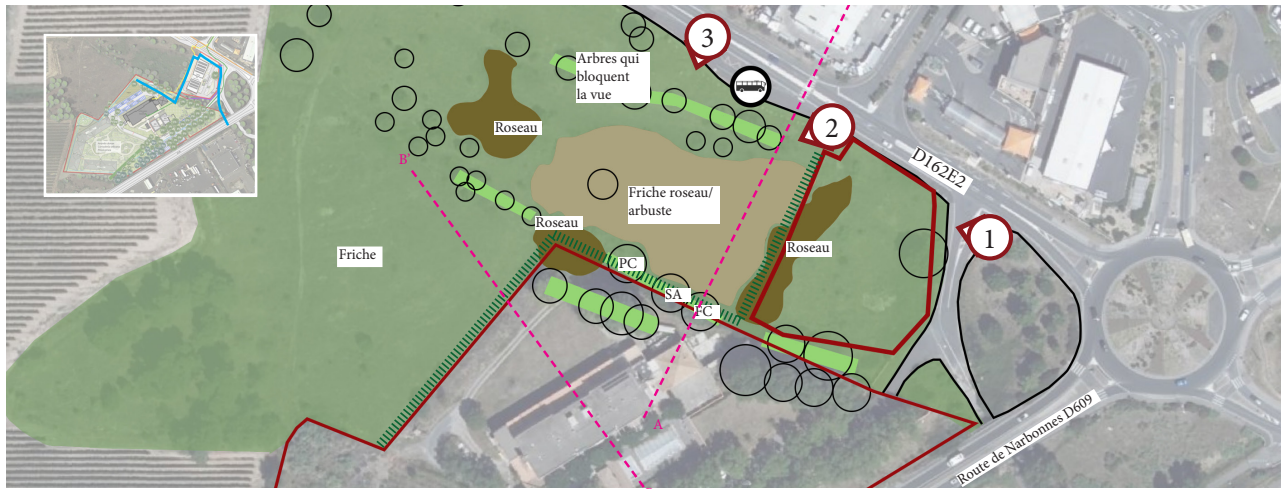 3
Arbres qui
bloquent
la vue
Roseau
2
D162E2
B'
Friche roseau/
arbuste
Roseau
Roseau
1
Friche
PC
SA
FC
A
Route de Narbonnes D609